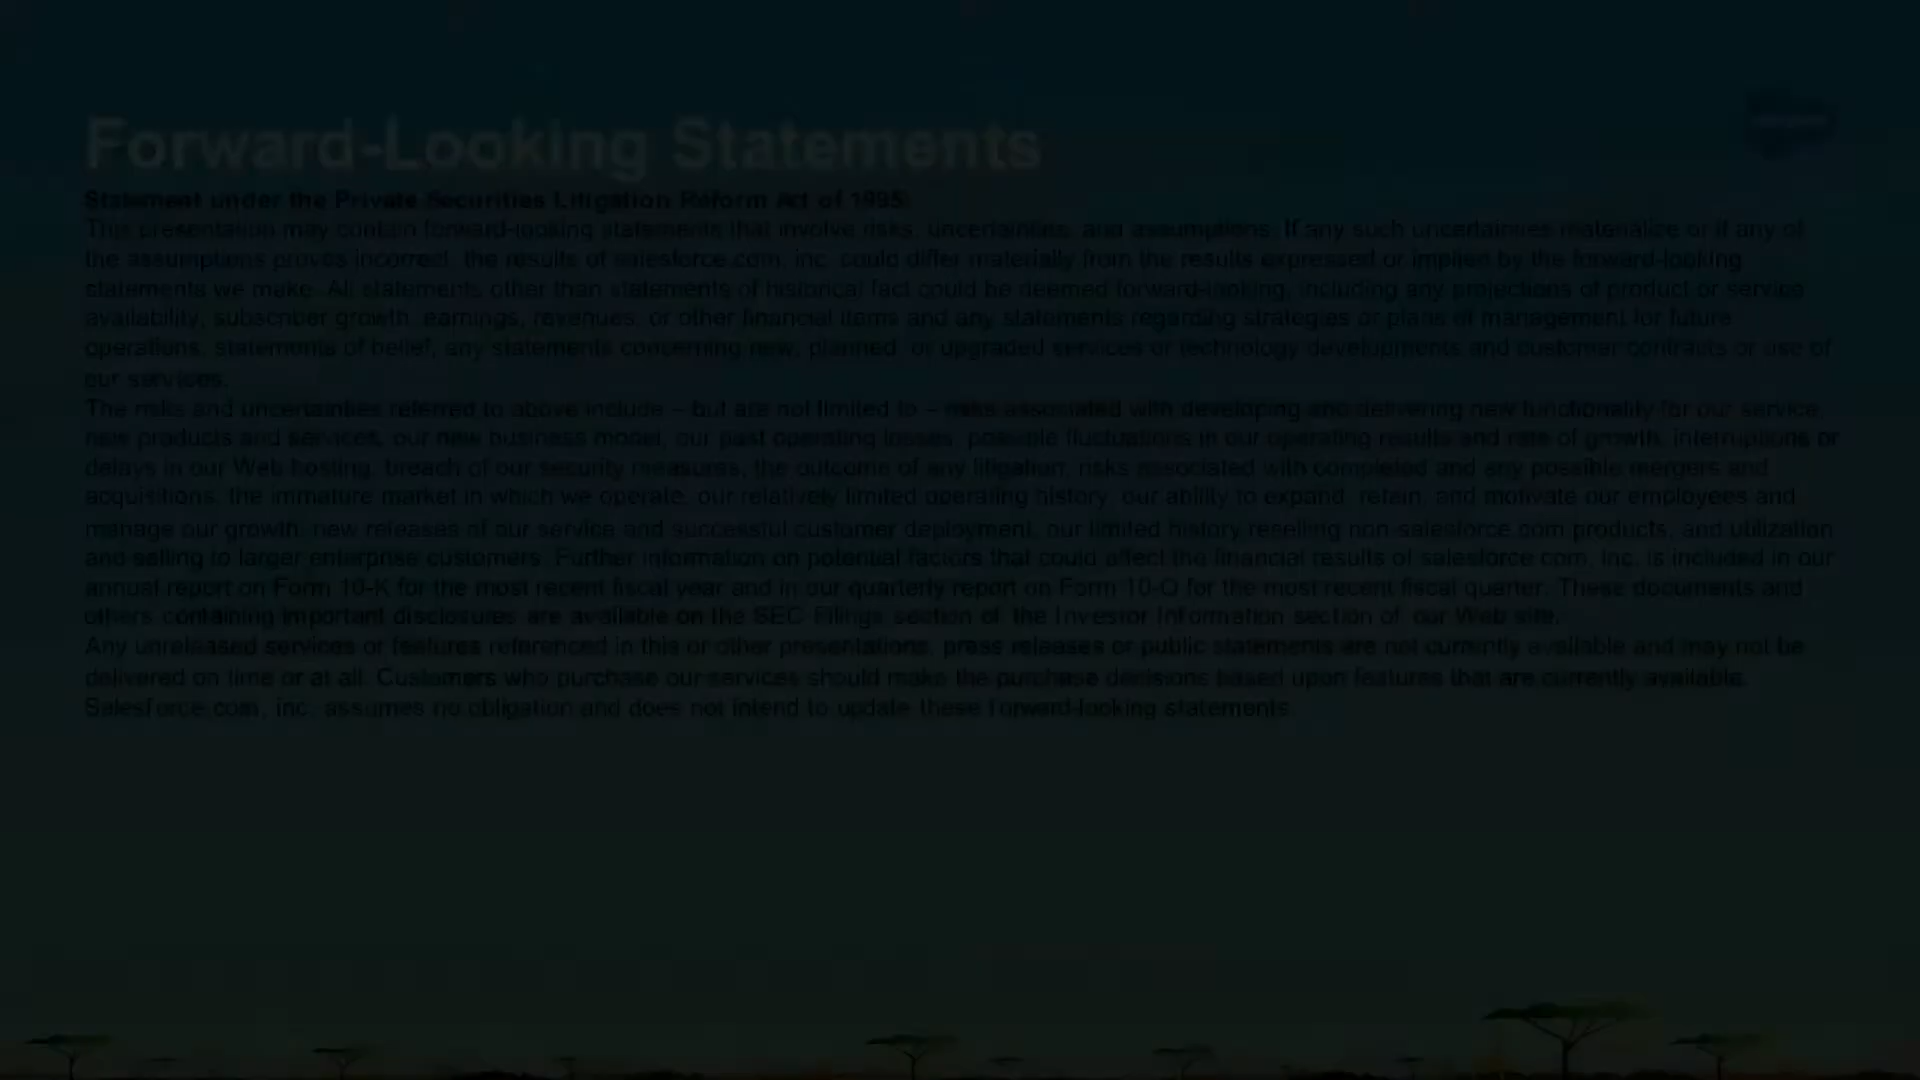 Forward-Looking Statements
Statement under the Private Securities Litigation Reform Act of 1995
This presentation may contain forward-looking statements that involve risks, uncertainties, and assumptions. If any such uncertainties materialize or if any of
the assumptions proves incorrect, the results of salesforce.com, inc. could differ materially from the results expressed or implied by the forward-looking
statements we make. All statements other than statements of historical fact could be deemed forward-looking, including any projections of product or service
availability, subscriber growth, earnings, revenues, or other financial items and any statements regarding strategies or plans of management for future
operations, statements of belief, any statements concerning new, planned, or upgraded services or technology developments and customer contracts or use of
our services.
The risks and uncertainties referred to above include – but are not limited to – risks associated with developing and delivering new functionality for our service,
new products and services, our new business model, our past operating losses, possible fluctuations in our operating results and rate of growth, interruptions or
delays in our Web hosting, breach of our security measures, the outcome of any litigation, risks associated with completed and any possible mergers and
acquisitions, the immature market in which we operate, our relatively limited operating history, our ability to expand, retain, and motivate our employees and
manage our growth, new releases of our service and successful customer deployment, our limited history reselling non-salesforce.com products, and utilization
and selling to larger enterprise customers. Further information on potential factors that could affect the financial results of salesforce.com, inc. is included in our
annual report on Form 10-K for the most recent fiscal year and in our quarterly report on Form 10-Q for the most recent fiscal quarter. These documents and
others containing important disclosures are available on the SEC Filings section of the Investor Information section of our Web site.
Any unreleased services or features referenced in this or other presentations, press releases or public statements are not currently available and may not be
delivered on time or at all. Customers who purchase our services should make the purchase decisions based upon features that are currently available.
Salesforce.com, inc. assumes no obligation and does not intend to update these forward-looking statements.